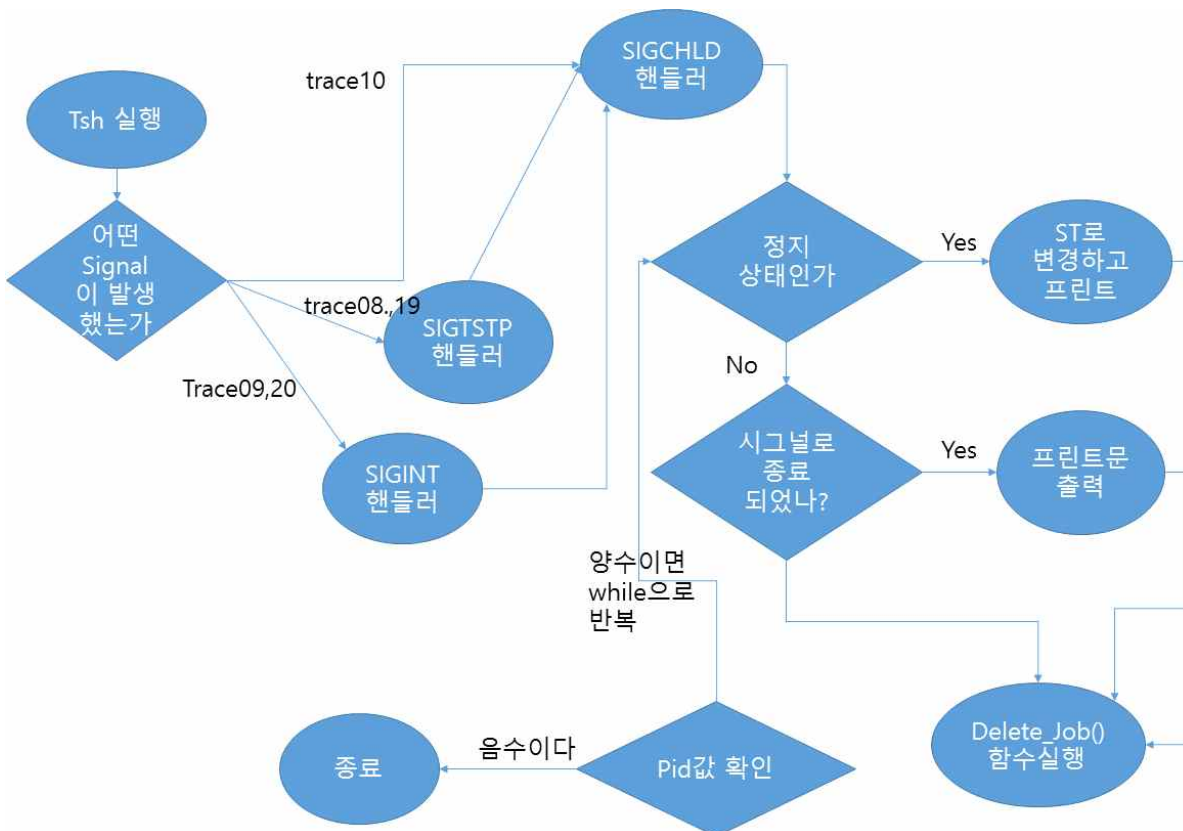 Tsh 실행
어떤
Signal
이 발생
했는가
trace10
trace08.,19
Trace09,20
SIGTSTP
핸들러
SIGINT
핸들러
SIGCHLD
핸들러
정지
상태인가
Yes
ST로
변경하고
프린트
No
시그널로
종료
되었나?
Yes
프린트문
출력
양수이면
while으로
반복
Delete_Job()
함수실행
Pid값 확인
음수이다
종료